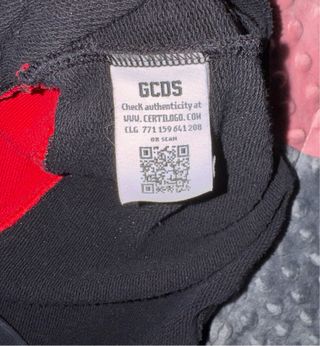 GCDS
Check authenticity at
WWW.CERTILOGO.COM
CLG 771 159 641 208
OR SCAN